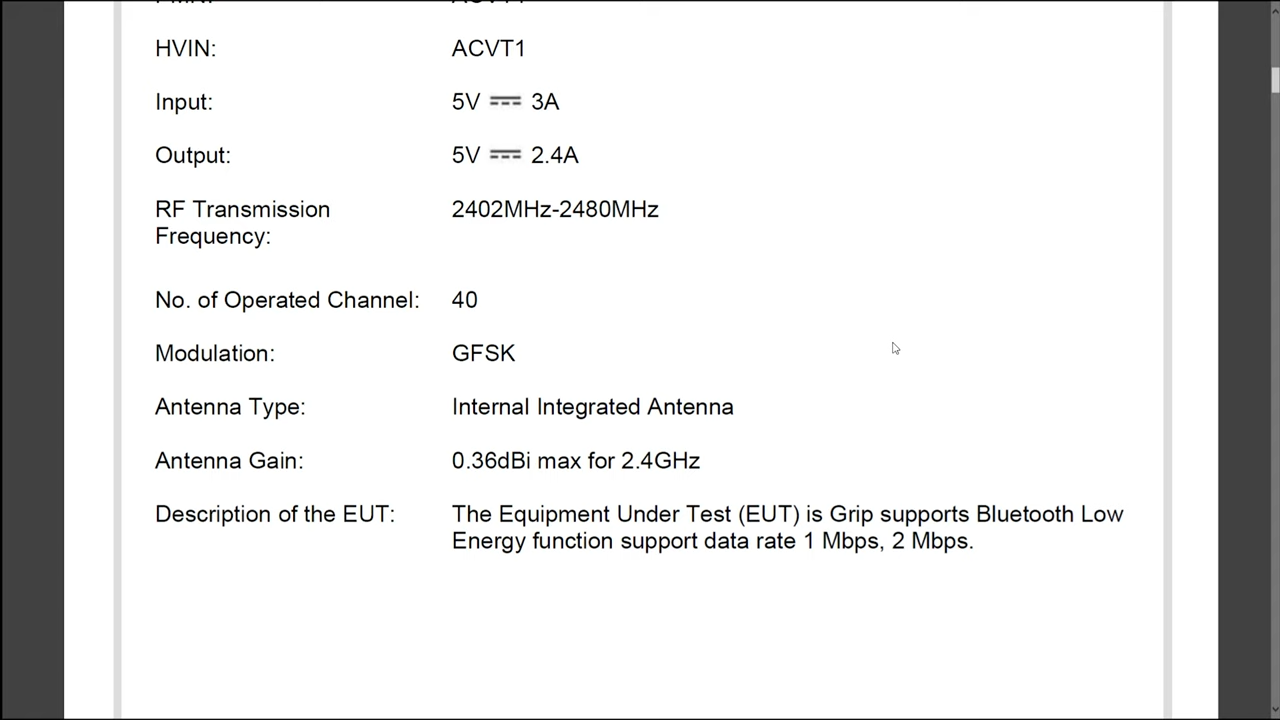 HVIN: ACVT1
Input: 5V ⎓ 3A
Output: 5V ⎓ 2.4A
RF Transmission 2402MHz-2480MHz
Frequency:
No. of Operated Channel: 40
Modulation: GFSK
Antenna Type: Internal Integrated Antenna
Antenna Gain: 0.36dBi max for 2.4GHz
Description of the EUT: The Equipment Under Test (EUT) is Grip supports Bluetooth Low
Energy function support data rate 1 Mbps, 2 Mbps.